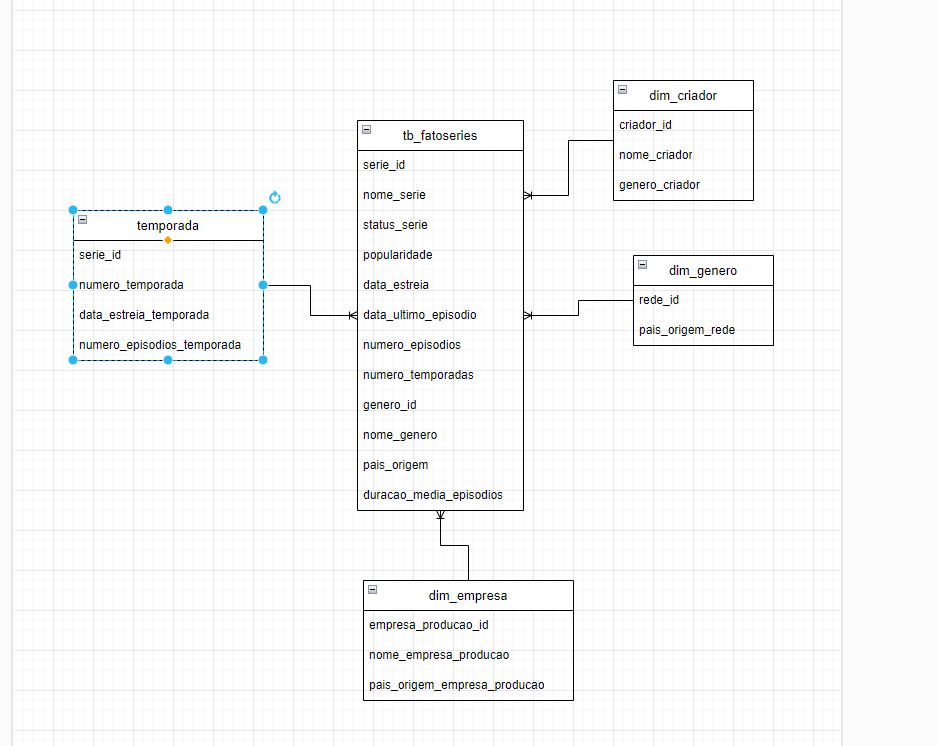 dim_criador
criador_id
nome_criador
genero_criador
tb_fatoseries
serie_id
nome_serie
status_serie
popularidade
data_estreia
data_ultimo_episodio
numero_episodios
numero_temporadas
genero_id
nome_genero
pais_origem
duracao_media_episodios
temporada
serie_id
numero_temporada
data_estreia_temporada
numero_episodios_temporada
dim_genero
rede_id
pais_origem_rede
dim_empresa
empresa_producao_id
nome_empresa_producao
pais_origem_empresa_producao